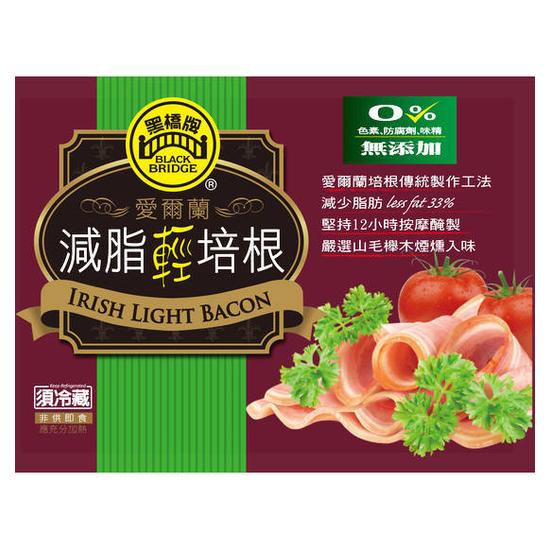 黑橋牌
BLACK
BRIDGE
®
愛爾蘭
減脂輕培根
IRISH LIGHT BACON
Keep Refrigerated
須冷藏
非供即食
應充分加熱
0%
色素、防腐劑、味精
無添加
愛爾蘭培根傳統製作工法
減少脂肪 less fat 33%
堅持12小時按摩醃製
嚴選山毛櫸木煙燻入味